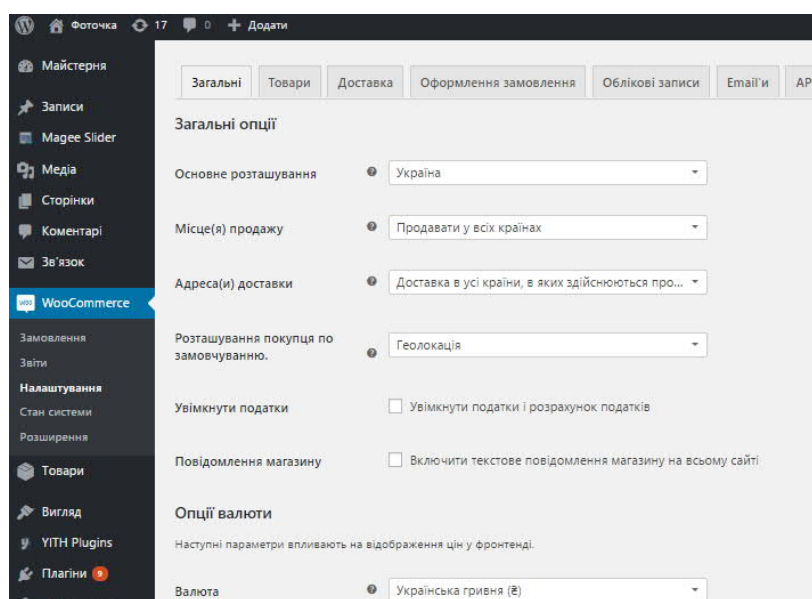 Фоточка 17 0 Додати
Майстерня
Записи
Magee Slider
Медіа
Сторінки
Коментарі
Зв'язок
WooCommerce
Замовлення
Звіти
Налаштування
Стан системи
Розширення
Товари
Вигляд
YITH Plugins
Плагіни 9
Загальні Товари Доставка Оформлення замовлення Облікові записи Email'и AP
Загальні опції
Основне розташування Україна
Місце(я) продажу Продавати у всіх країнах
Адреса(и) доставки Доставка в усі країни, в яких здійснюються про...
Розташування покупця по
замовчуванню. Геолокація
Увімкнути податки Увімкнути податки і розрахунок податків
Повідомлення магазину Включити текстове повідомлення магазину на всьому сайті
Опції валюти
Наступні параметри впливають на відображення цін у фронтенді.
Валюта Українська гривня (₴)